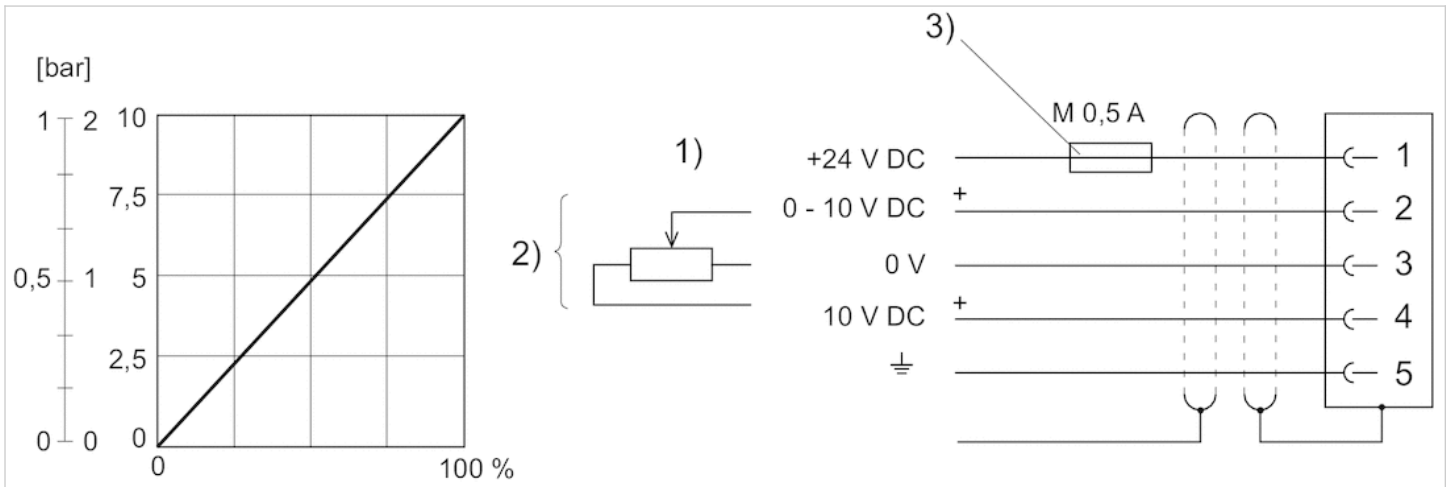 [bar]
1 2 10
7,5
0,5 1 5
2,5
0 0 0
0 100 %
1)
2)
3)
M 0,5 A
+24 V DC 1
0 - 10 V DC + 2
0 V 3
10 V DC + 4
5